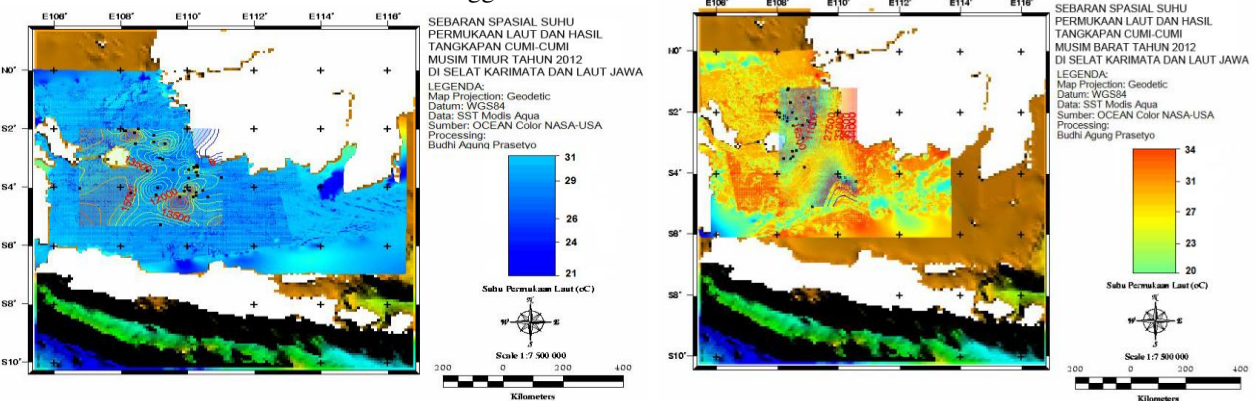 ngg
E106° E108° E110° E112° E114° E116°
N0°
S2°
S4°
S6°
S8°
S10°
12000
13500
SEBARAN SPASIAL SUHU
PERMUKAAN LAUT DAN HASIL
TANGKAPAN CUMI-CUMI
MUSIM TIMUR TAHUN 2012
DI SELAT KARIMATA DAN LAUT JAWA
LEGENDA:
Map Projection: Geodetic
Datum: WGS84
Data: SST Modis Aqua
Sumber: OCEAN Color NASA-USA
Processing:
Budhi Agung Prasetyo
31
29
26
24
21
Suhu Permukaan Laut (oC)
N
W E
S
Scale 1:7 500 000
200 0 200 400
Kilometers
E106° E108° E110° E112° E114° E116°
N0°
S2°
S4°
S6°
S8°
S10°
SEBARAN SPASIAL SUHU
PERMUKAAN LAUT DAN HASIL
TANGKAPAN CUMI-CUMI
MUSIM BARAT TAHUN 2012
DI SELAT KARIMATA DAN LAUT JAWA
LEGENDA:
Map Projection: Geodetic
Datum: WGS84
Data: SST Modis Aqua
Sumber: OCEAN Color NASA-USA
Processing:
Budhi Agung Prasetyo
34
31
27
23
20
Suhu Permukaan Laut (oC)
N
W E
S
Scale 1:7 500 000
200 0 200 400
Kilometers